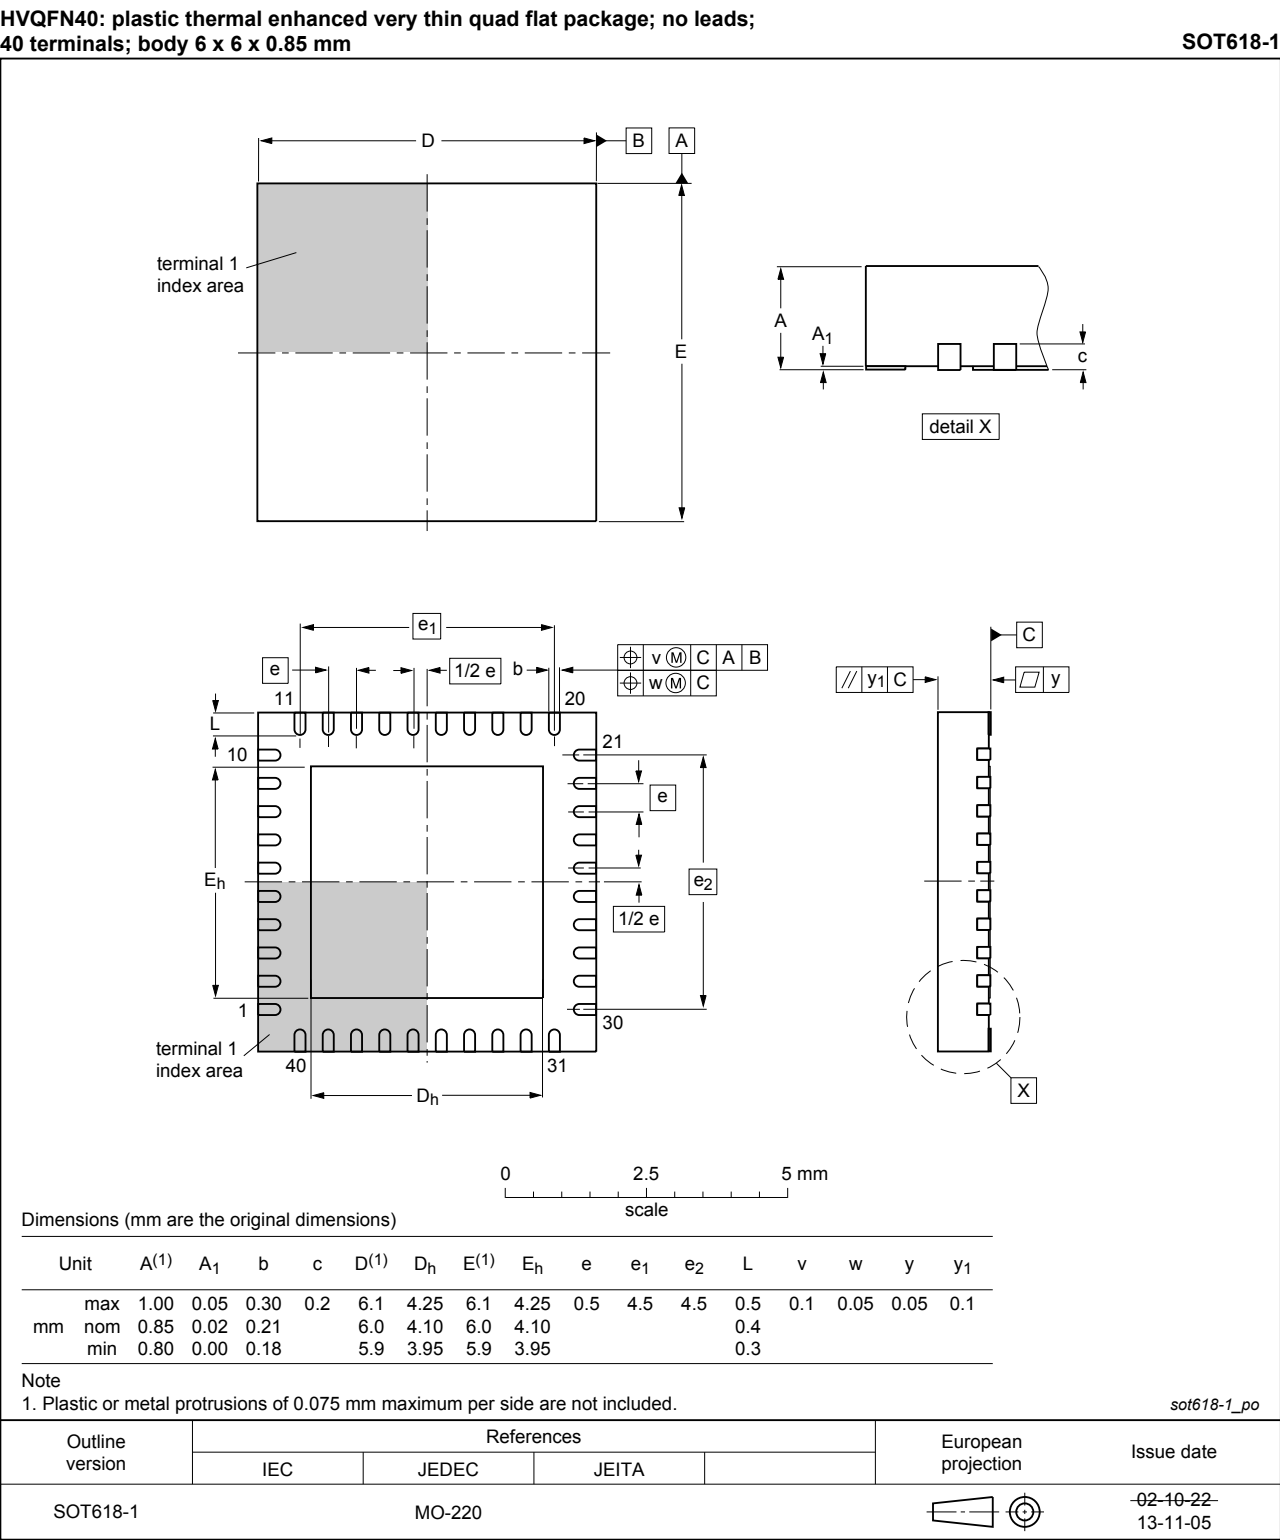 HVQFN40: plastic thermal enhanced very thin quad flat package; no leads;
40 terminals; body 6 x 6 x 0.85 mm
SOT618-1
D
B
A
terminal 1
index area
E
A
A1
c
detail X
e1
e
1/2 e
b
v M C A B
w M C
C
// y1 C
y
11
20
L
10
21
e
Eh
e2
1/2 e
1
30
terminal 1
index area
40
31
Dh
X
0 2.5 5 mm
scale
Dimensions (mm are the original dimensions)
Unit A(1) A1 b c D(1) Dh E(1) Eh e e1 e2 L v w y y1
max 1.00 0.05 0.30 0.2 6.1 4.25 6.1 4.25 0.5 4.5 4.5 0.5 0.1 0.05 0.05 0.1
mm nom 0.85 0.02 0.21 6.0 4.10 6.0 4.10 0.4
min 0.80 0.00 0.18 5.9 3.95 5.9 3.95 0.3
Note
1. Plastic or metal protrusions of 0.075 mm maximum per side are not included.
sot618-1_po
Outline
version
References
European
projection
Issue date
IEC JEDEC JEITA
SOT618-1 MO-220
02-10-22
13-11-05